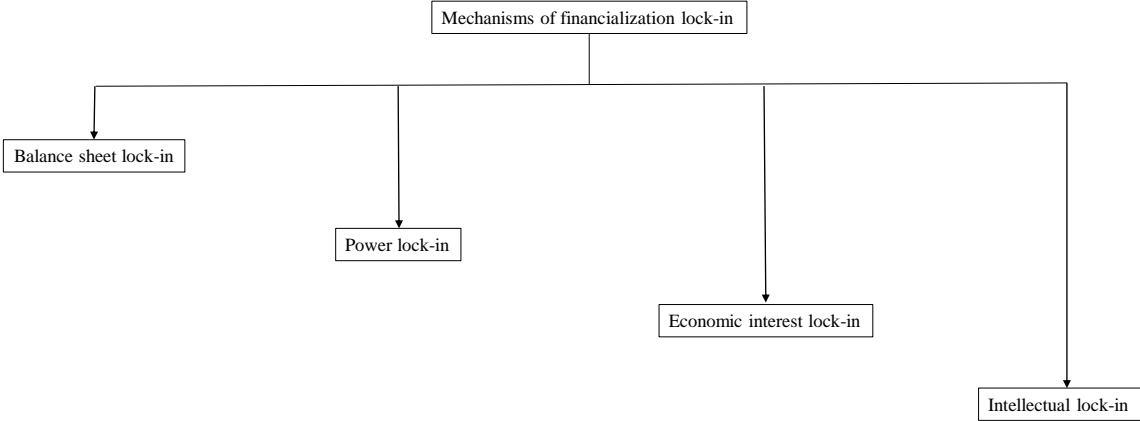 Mechanisms of financialization lock-in
Balance sheet lock-in
Power lock-in
Economic interest lock-in
Intellectual lock-in